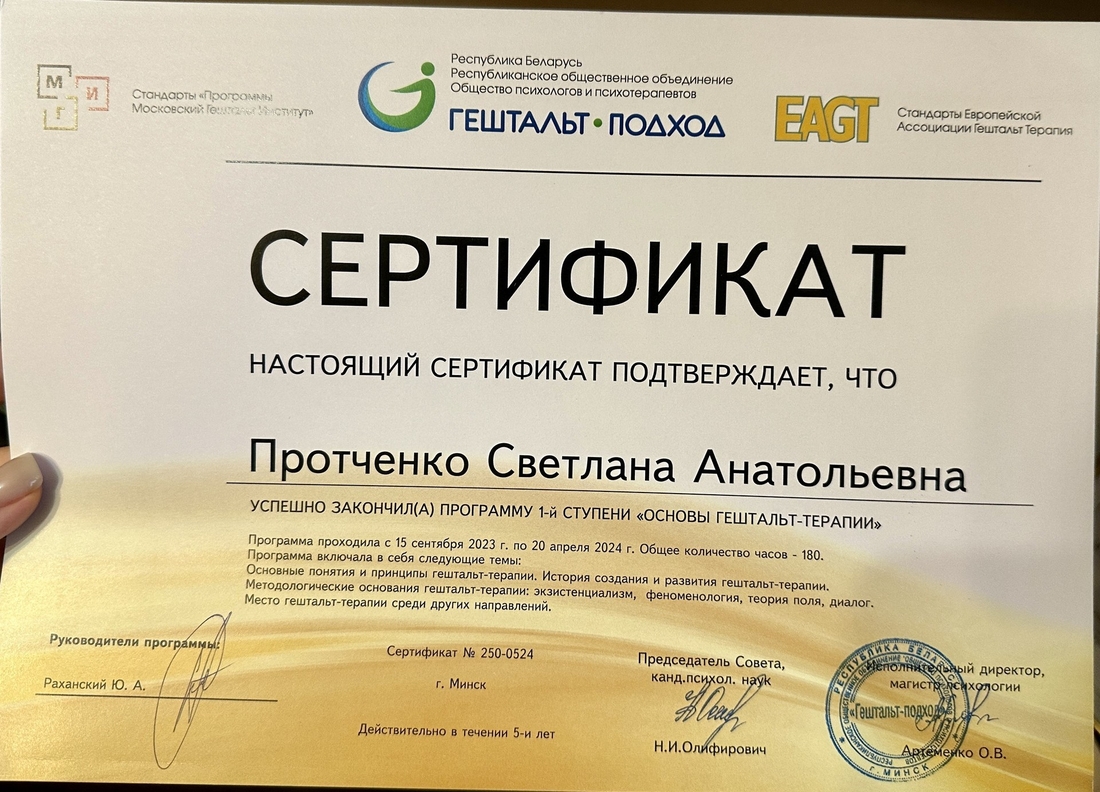 М
И
Г
Стандарты «Программы
Московский Гештальт Институт»
Республика Беларусь
Республиканское общественное объединение
Общество психологов и психотерапевтов
ГЕШТАЛЬТ•ПОДХОД
EAGT
Стандарты Европейской
Ассоциации Гештальт Терапия
СЕРТИФИКАТ
НАСТОЯЩИЙ СЕРТИФИКАТ ПОДТВЕРЖДАЕТ, ЧТО
Протченко Светлана Анатольевна
УСПЕШНО ЗАКОНЧИЛ(А) ПРОГРАММУ 1-й СТУПЕНИ «ОСНОВЫ ГЕШТАЛЬТ-ТЕРАПИИ»
Программа проходила с 15 сентября 2023 г. по 20 апреля 2024 г. Общее количество часов - 180.
Программа включала в себя следующие темы:
Основные понятия и принципы гештальт-терапии. История создания и развития гештальт-терапии.
Методологические основания гештальт-терапии: экзистенциализм, феноменология, теория поля, диалог.
Место гештальт-терапии среди других направлений.
Руководители программы:
Раханский Ю. А.
Сертификат № 250-0524
г. Минск
Действительно в течении 5-и лет
Председатель Совета,
канд.психол. наук
Н.И.Олифирович
Исполнительный директор,
магистр психологии
Артеменко О.В.
РЕСПУБЛИКА БЕЛАРУСЬ
«Гештальт-подход»
г. МИНСК